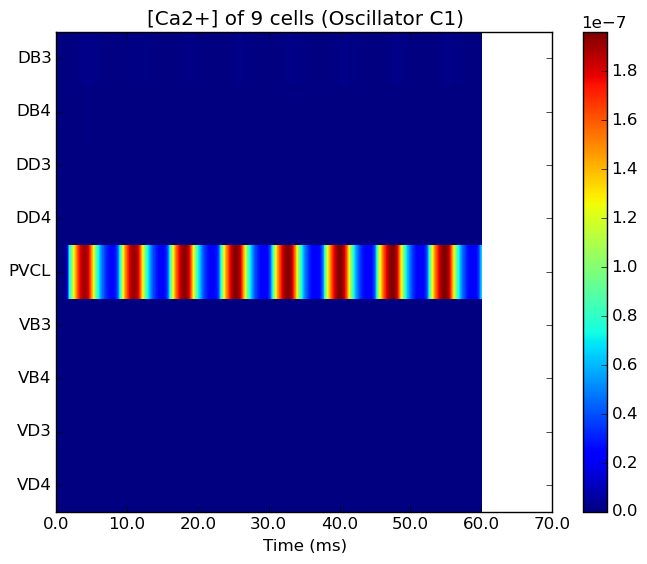 [Ca2+] of 9 cells (Oscillator C1)
1e−7
DB3
DB4
DD3
DD4
PVCL
VB3
VB4
VD3
VD4
0.0 10.0 20.0 30.0 40.0 50.0 60.0 70.0
Time (ms)
1.8
1.6
1.4
1.2
1.0
0.8
0.6
0.4
0.2
0.0